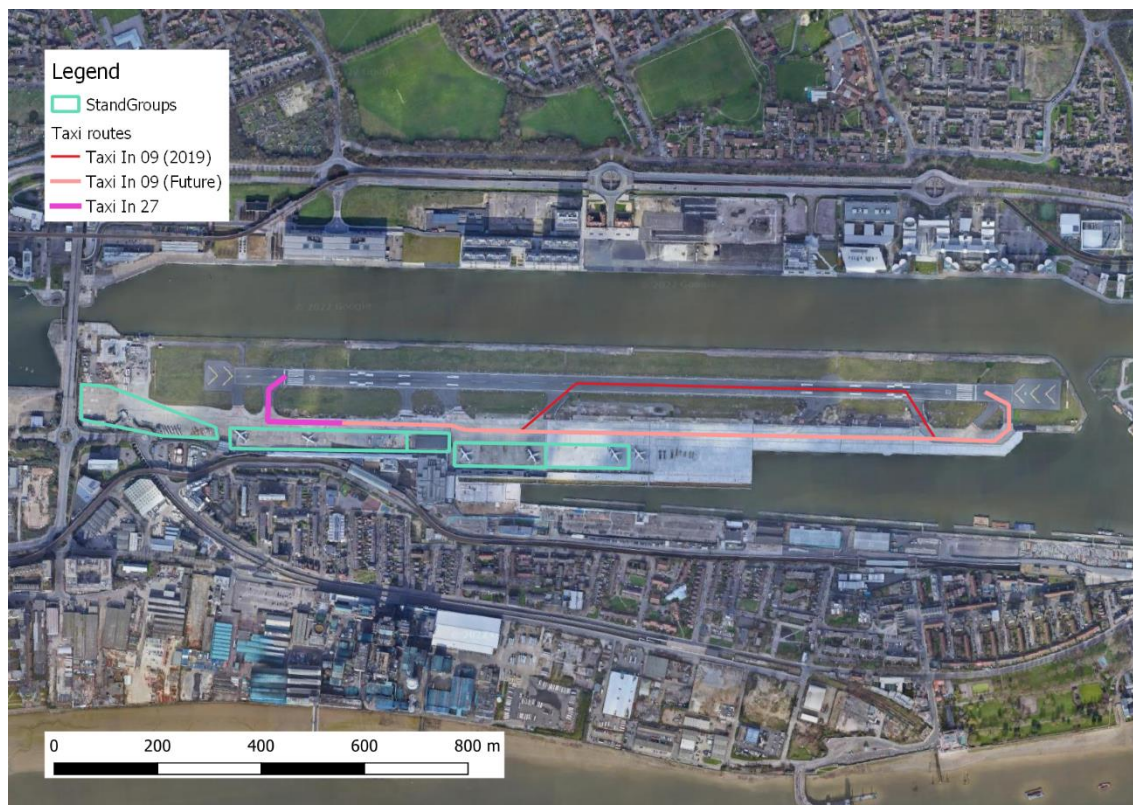 Legend
StandGroups
Taxi routes
Taxi In 09 (2019)
Taxi In 09 (Future)
Taxi In 27
0 200 400 600 800 m